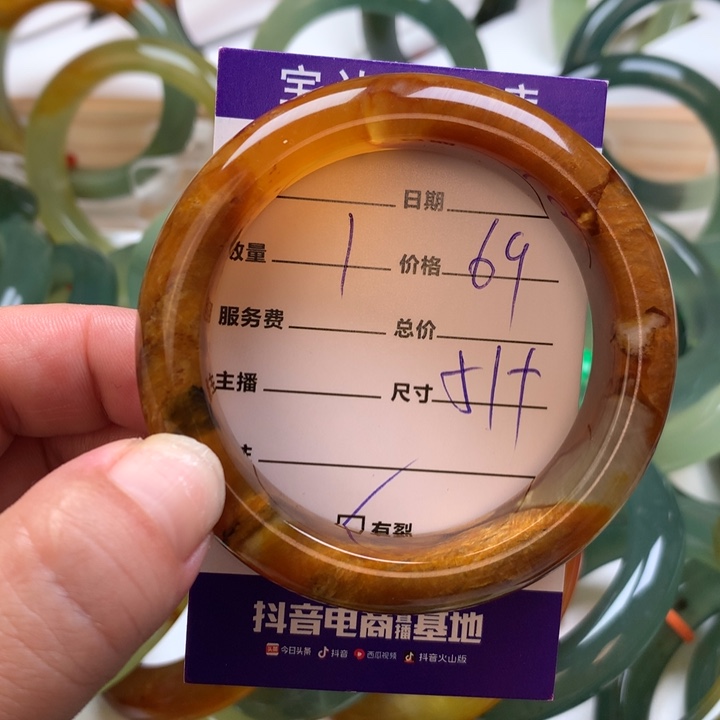 日期
数量 1 价格 69
服务费 总价
主播 尺寸
有裂
抖音电商直播基地
今日头条 抖音 西瓜视频 抖音火山版